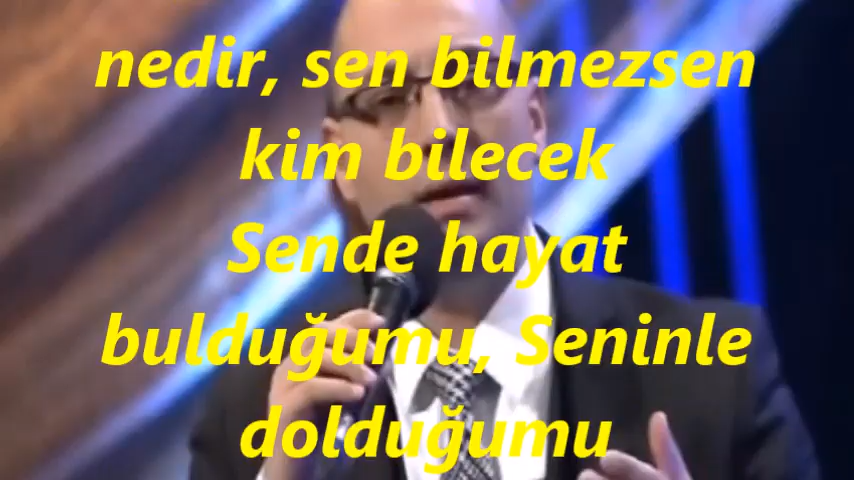 nedir, sen bilmezsen
kim bilecek
Sende hayat
bulduğumu, Seninle
dolduğumu